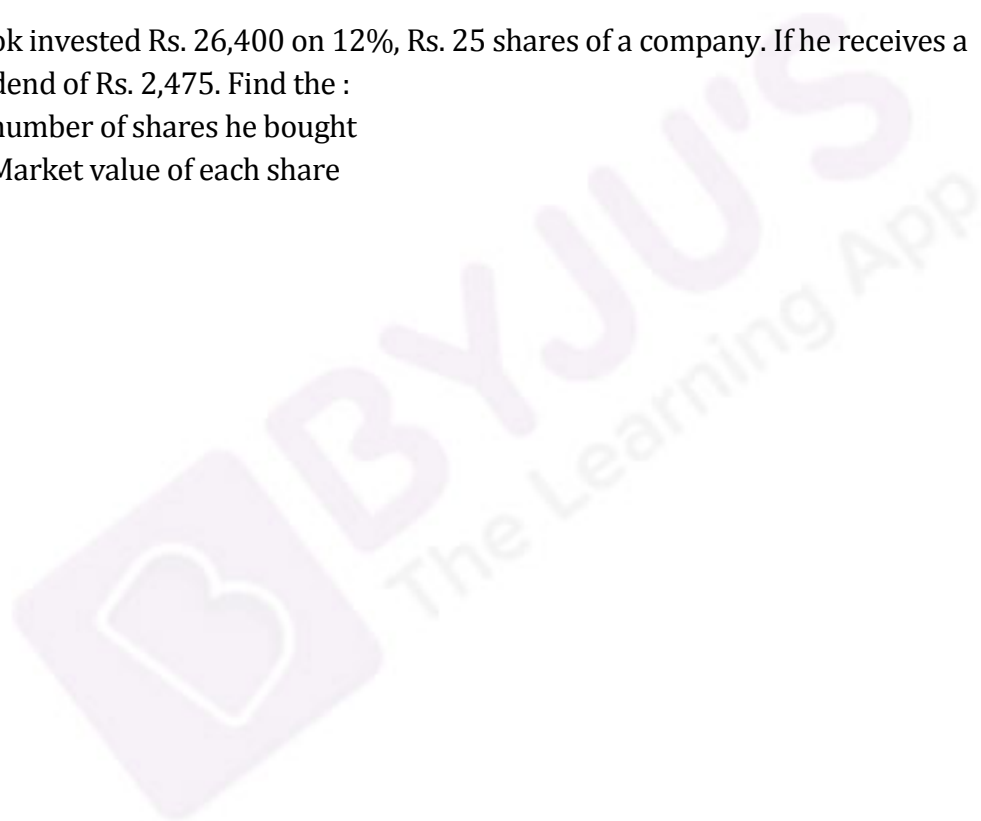 ok invested Rs. 26,400 on 12%, Rs. 25 shares of a company. If he receives a
dend of Rs. 2,475. Find the :
number of shares he bought
Market value of each share
BYJU'S
The Learning App